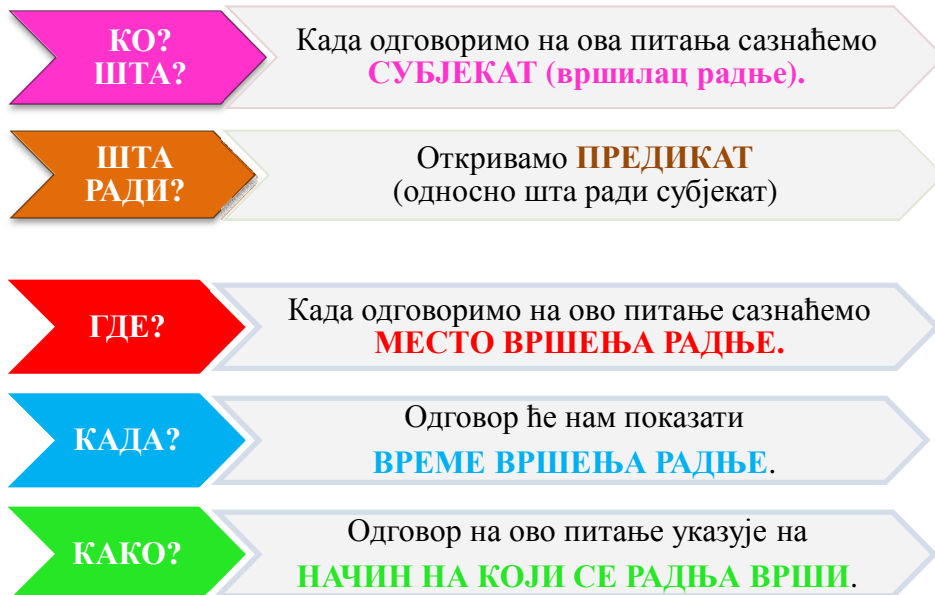 КО?
ШТА?
Када одговоримо на ова питања сазнаћемо
СУБЈЕКАТ (вршилац радње).
ШТА
РАДИ?
Откривамо ПРЕДИКАТ
(односно шта ради субјекат)
ГДЕ?
Када одговоримо на ово питање сазнаћемо
МЕСТО ВРШЕЊА РАДЊЕ.
КАДА?
Одговор ће нам показати
ВРЕМЕ ВРШЕЊА РАДЊЕ.
КАКО?
Одговор на ово питање указује на
НАЧИН НА КОЈИ СЕ РАДЊА ВРШИ.